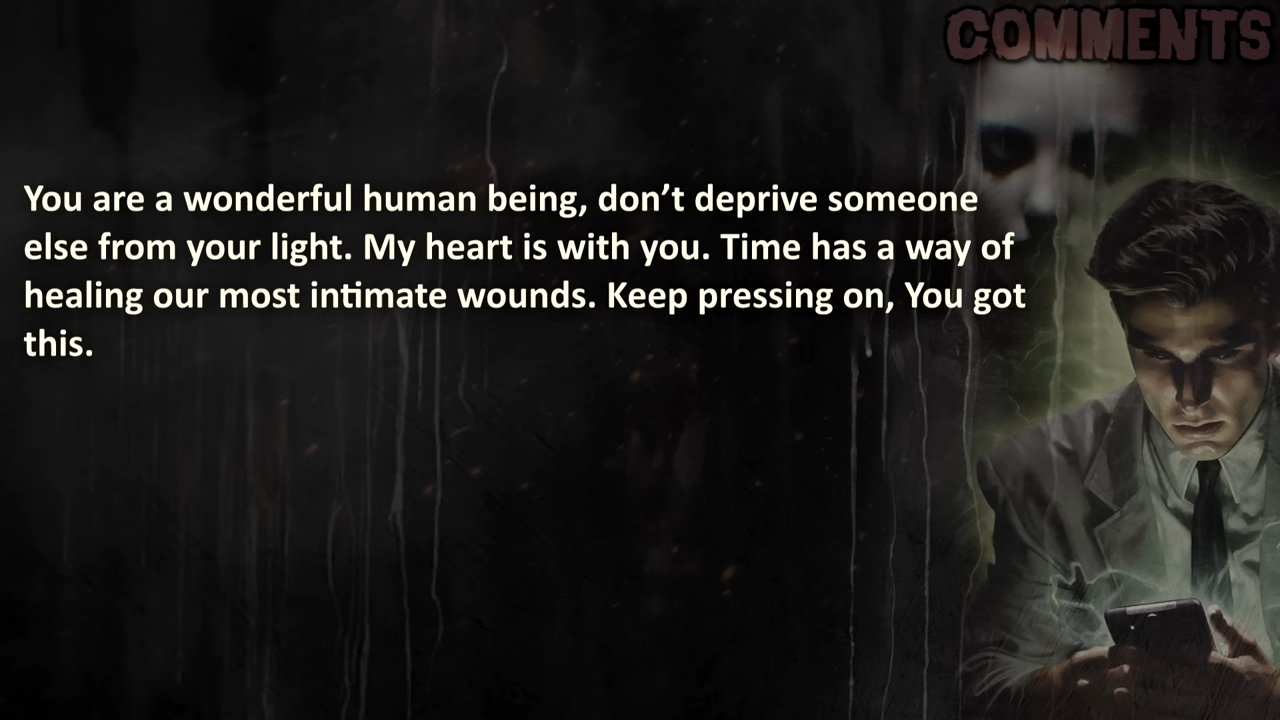 COMMENTS
You are a wonderful human being, don’t deprive someone
else from your light. My heart is with you. Time has a way of
healing our most intimate wounds. Keep pressing on, You got
this.